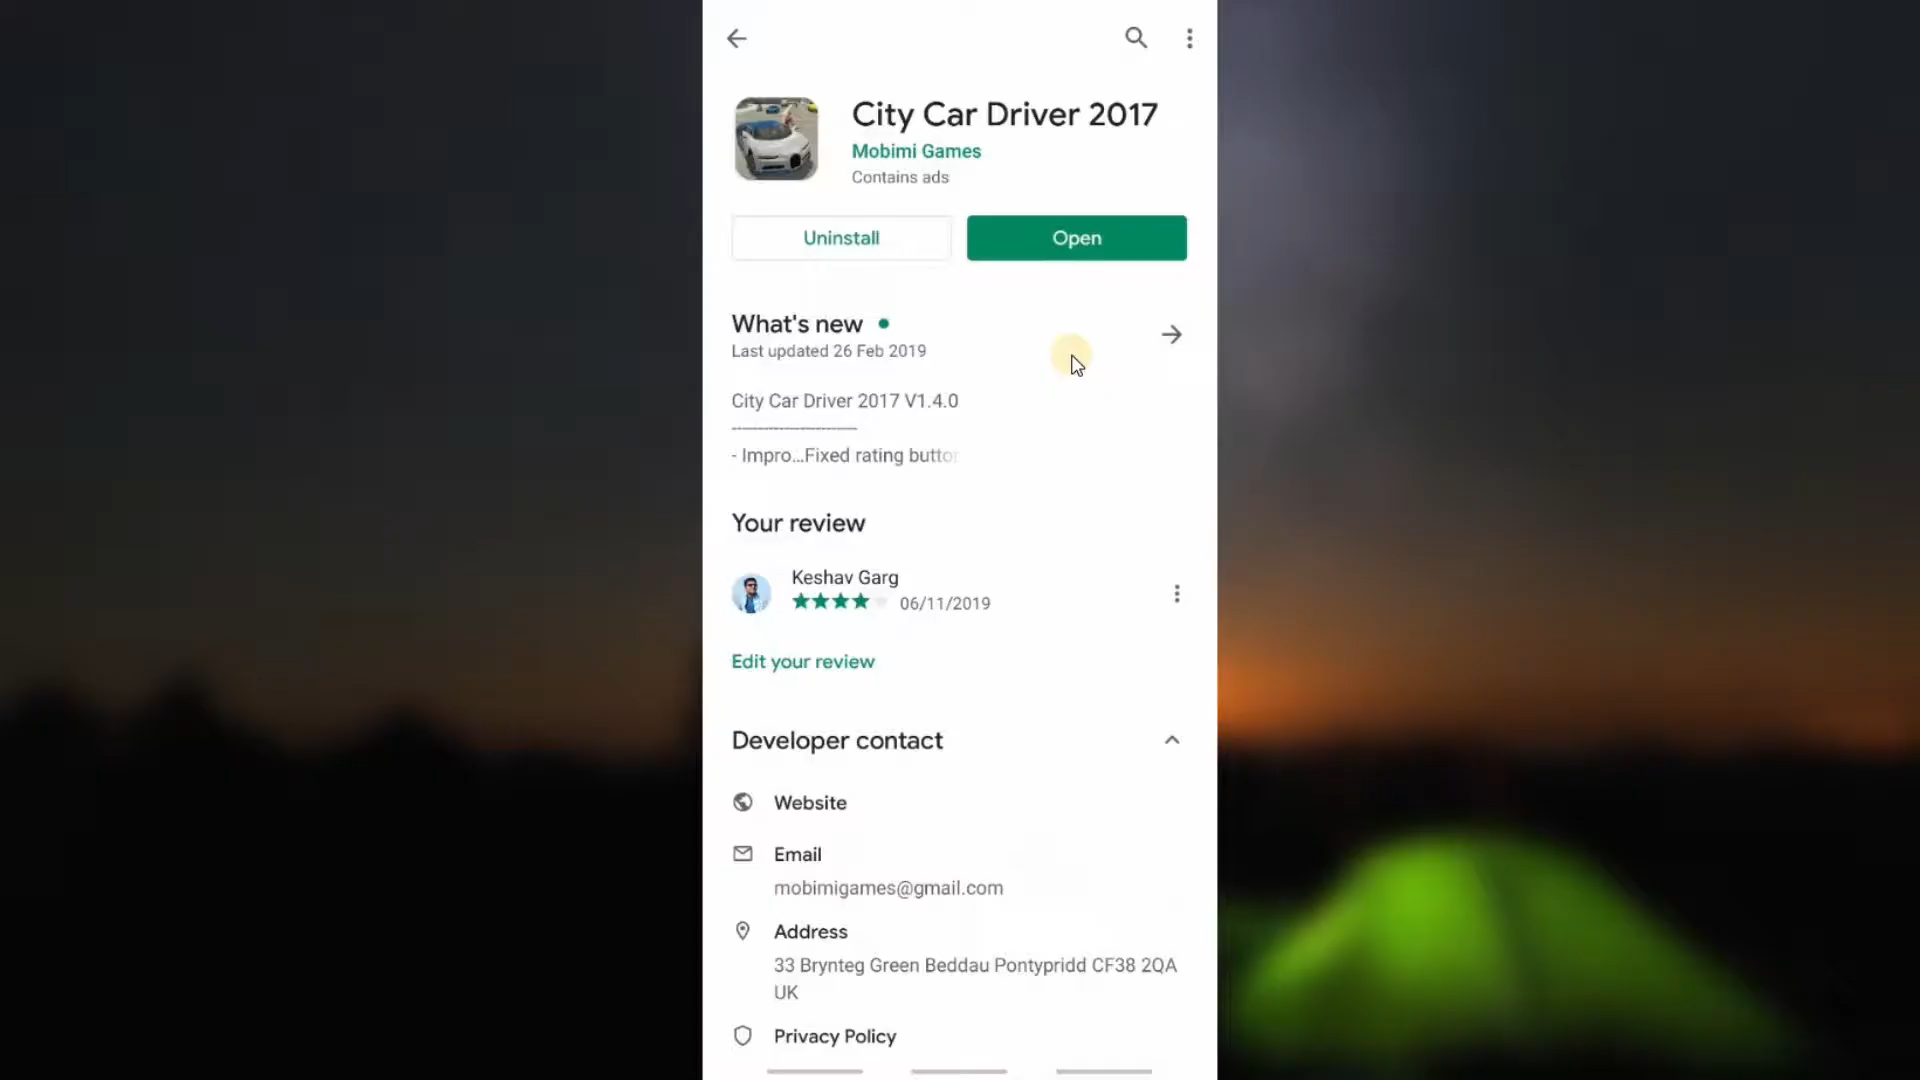 City Car Driver 2017
Mobimi Games
Contains ads
Uninstall
Open
What's new
Last updated 26 Feb 2019
City Car Driver 2017 V1.4.0
-------------------------
- Impro...Fixed rating button
Your review
Keshav Garg
06/11/2019
Edit your review
Developer contact
Website
Email
mobimigames@gmail.com
Address
33 Brynteg Green Beddau Pontypridd CF38 2QA
UK
Privacy Policy